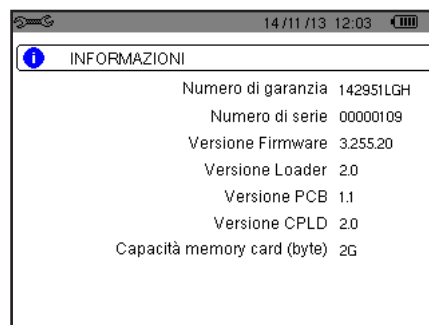 14/11/13 12:03
INFORMAZIONI
Numero di garanzia 142951LGH
Numero di serie 00000109
Versione Firmware 3.255.20
Versione Loader 2.0
Versione PCB 1.1
Versione CPLD 2.0
Capacità memory card (byte) 2G